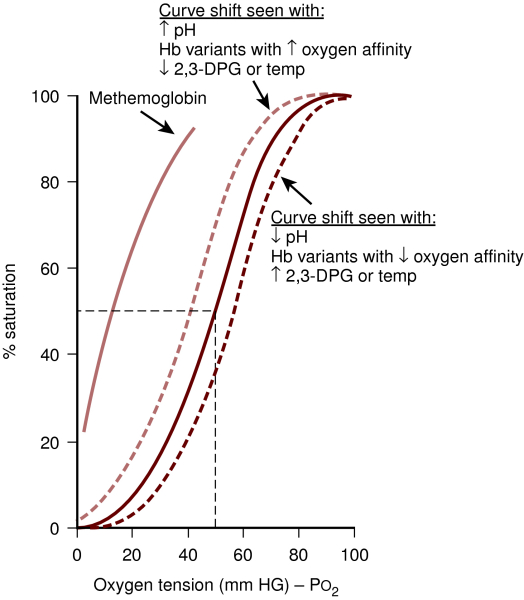 Curve shift seen with:
↑ pH
Hb variants with ↑ oxygen affinity
↓ 2,3-DPG or temp
Methemoglobin
Curve shift seen with:
↓ pH
Hb variants with ↓ oxygen affinity
↑ 2,3-DPG or temp
% saturation
100
80
60
40
20
0
0 20 40 60 80 100
Oxygen tension (mm HG) – PO₂